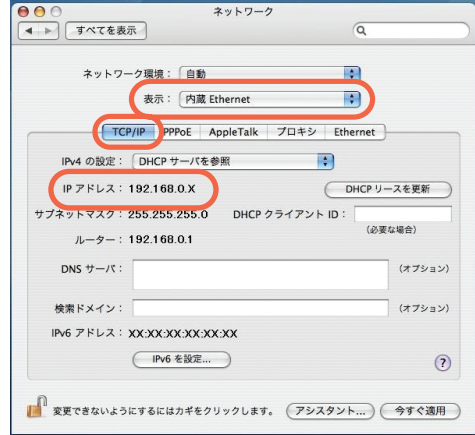 ネットワーク
すべてを表示
ネットワーク環境： 自動
表示： 内蔵 Ethernet
TCP/IP PPPoE AppleTalk プロキシ Ethernet
IPv4 の設定： DHCP サーバを参照
IP アドレス： 192.168.0.X DHCP リースを更新
サブネットマスク： 255.255.255.0 DHCP クライアント ID：
(必要な場合)
ルーター： 192.168.0.1
DNS サーバ： (オプション)
検索ドメイン： (オプション)
IPv6 アドレス： XX:XX:XX:XX:XX:XX
IPv6 を設定... ?
変更できないようにするにはカギをクリックします。 アシスタント... 今すぐ適用